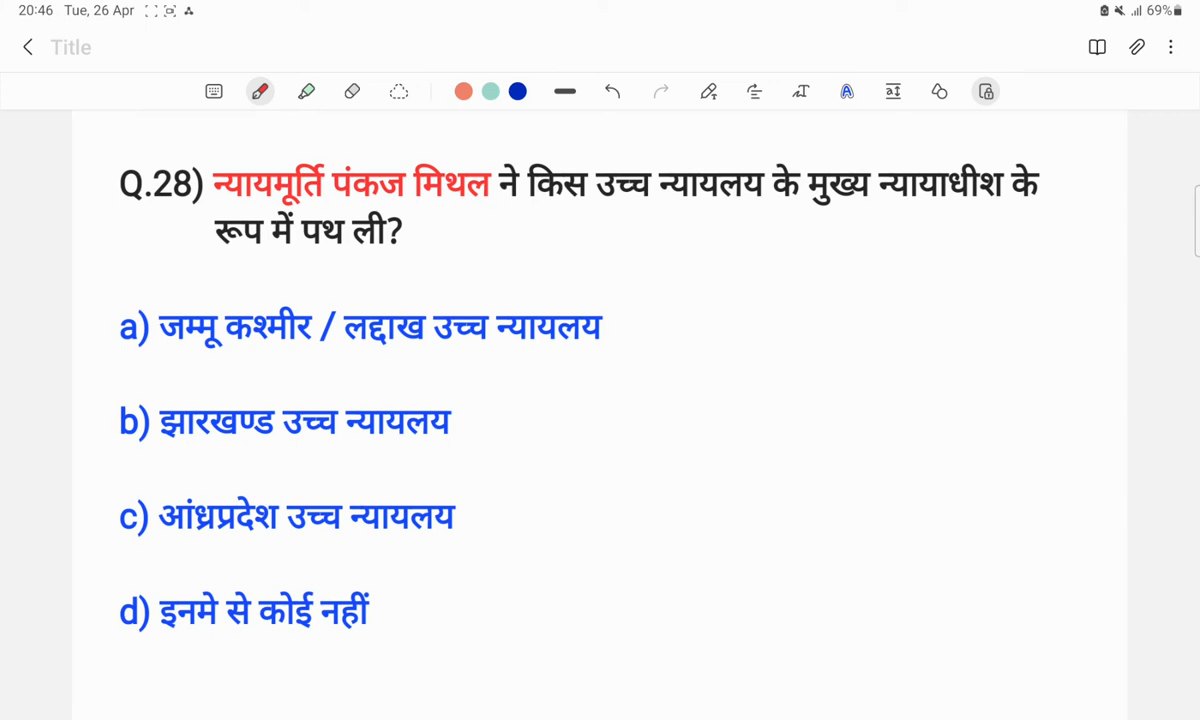 20:46 Tue, 26 Apr 69%
Title
Q.28) न्यायमूर्ति पंकज मिथल ने किस उच्च न्यायलय के मुख्य न्यायाधीश के
रूप में पथ ली?
a) जम्मू कश्मीर / लद्दाख उच्च न्यायलय
b) झारखण्ड उच्च न्यायलय
c) आंध्रप्रदेश उच्च न्यायलय
d) इनमे से कोई नहीं